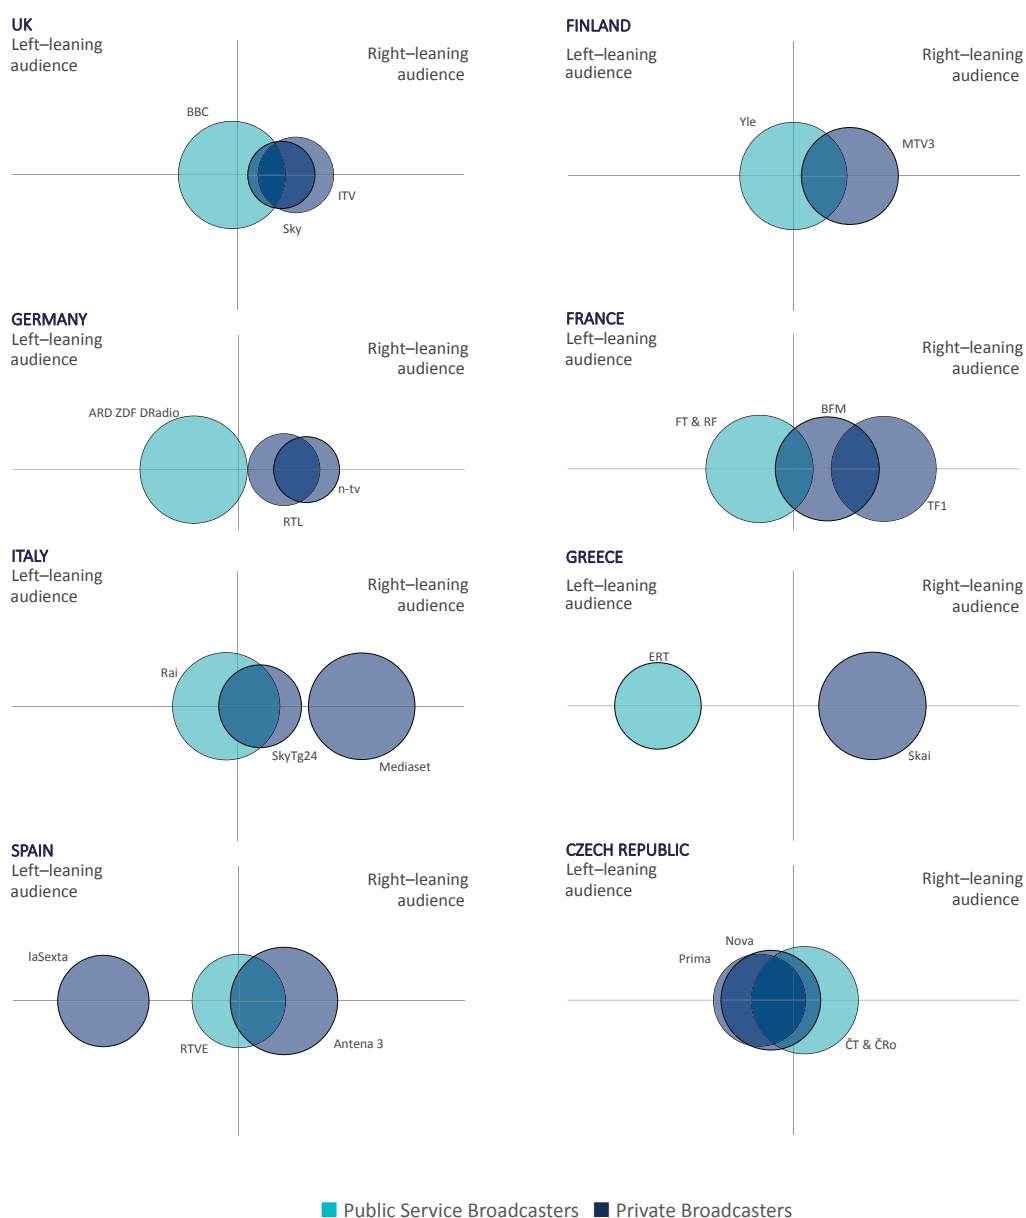 UK
Left–leaning
audience
Right–leaning
audience
BBC
ITV
Sky
FINLAND
Left–leaning
audience
Right–leaning
audience
Yle
MTV3
GERMANY
Left–leaning
audience
Right–leaning
audience
ARD ZDF DRadio
n-tv
RTL
FRANCE
Left–leaning
audience
Right–leaning
audience
BFM
FT & RF
TF1
ITALY
Left–leaning
audience
Right–leaning
audience
Rai
SkyTg24
Mediaset
GREECE
Left–leaning
audience
Right–leaning
audience
ERT
Skai
SPAIN
Left–leaning
audience
Right–leaning
audience
laSexta
RTVE
Antena 3
CZECH REPUBLIC
Left–leaning
audience
Right–leaning
audience
Nova
Prima
ČT & ČRo
Public Service Broadcasters
Private Broadcasters